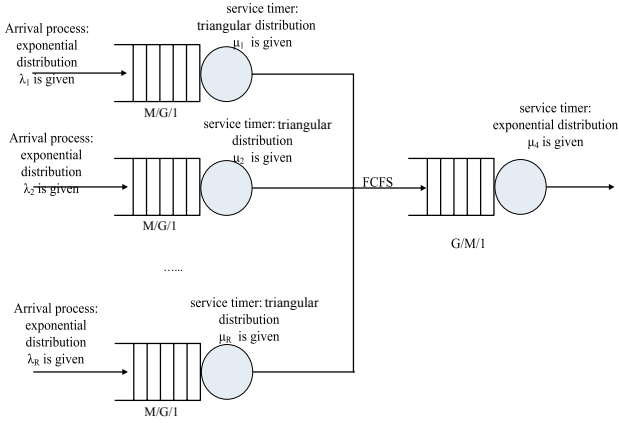 Arrival process:
exponential
distribution
λ1 is given
service timer:
triangular distribution
μ1 is given
M/G/1
Arrival process:
exponential
distribution
λ2 is given
service timer: triangular
distribution
μ2 is given
M/G/1
FCFS
service timer:
exponential distribution
μ4 is given
G/M/1
…...
Arrival process:
exponential
distribution
λR is given
service timer: triangular
distribution
μR is given
M/G/1